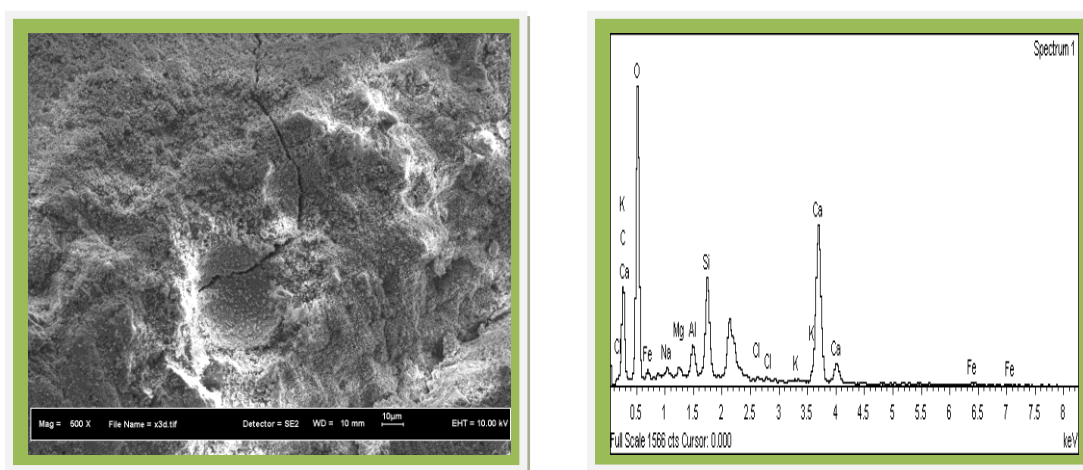 Mag = 500 X File Name = x3d.tif Detector = SE2 WD = 10 mm 10µm EHT = 10.00 kV
Spectrum 1
O
K
C
Ca
Cl
Fe
Na
Mg
Al
Si
Cl
Cl
K
K
Ca
Ca
Fe
Fe
0.5 1 1.5 2 2.5 3 3.5 4 4.5 5 5.5 6 6.5 7 7.5 8
Full Scale 1566 cts Cursor: 0.000 keV